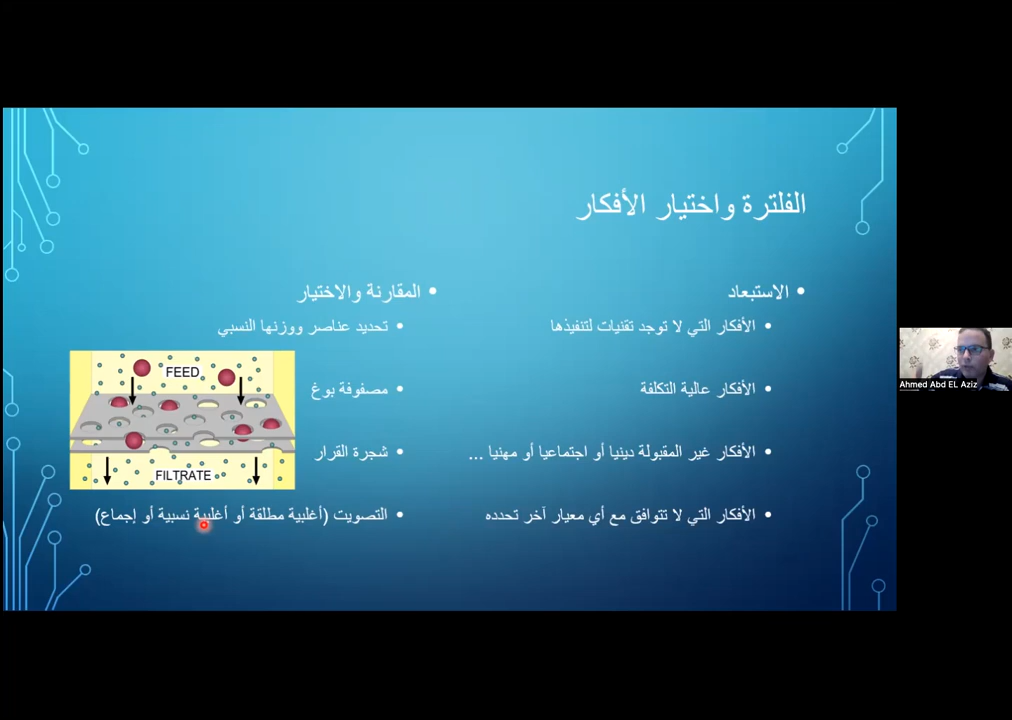 الفلترة واختيار الأفكار
• الاستبعاد
• الأفكار التي لا توجد تقنيات لتنفيذها
• الأفكار عالية التكلفة
• الأفكار غير المقبولة دينيا أو اجتماعيا أو مهنيا ...
• الأفكار التي لا تتوافق مع أي معيار آخر تحدده
• المقارنة والاختيار
• تحديد عناصر ووزنها النسبي
• مصفوفة بوغ
• شجرة القرار
• التصويت (أغلبية مطلقة أو أغلبية نسبية أو إجماع)
FEED
FILTRATE
Ahmed Abd EL Aziz